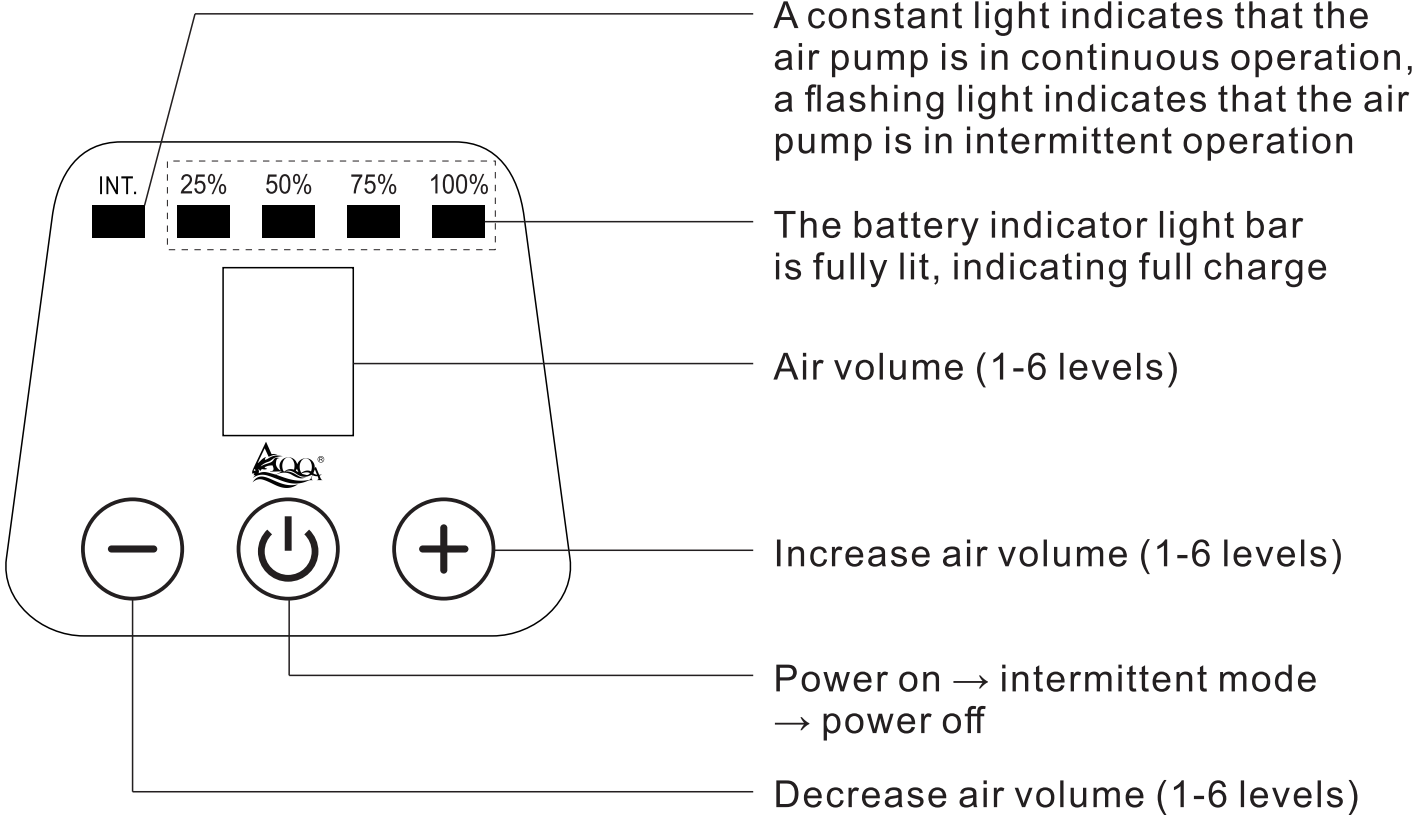 A constant light indicates that the
air pump is in continuous operation,
a flashing light indicates that the air
pump is in intermittent operation
INT. 25% 50% 75% 100%
The battery indicator light bar
is fully lit, indicating full charge
Air volume (1-6 levels)
AQQA®
Increase air volume (1-6 levels)
Power on → intermittent mode
→ power off
Decrease air volume (1-6 levels)